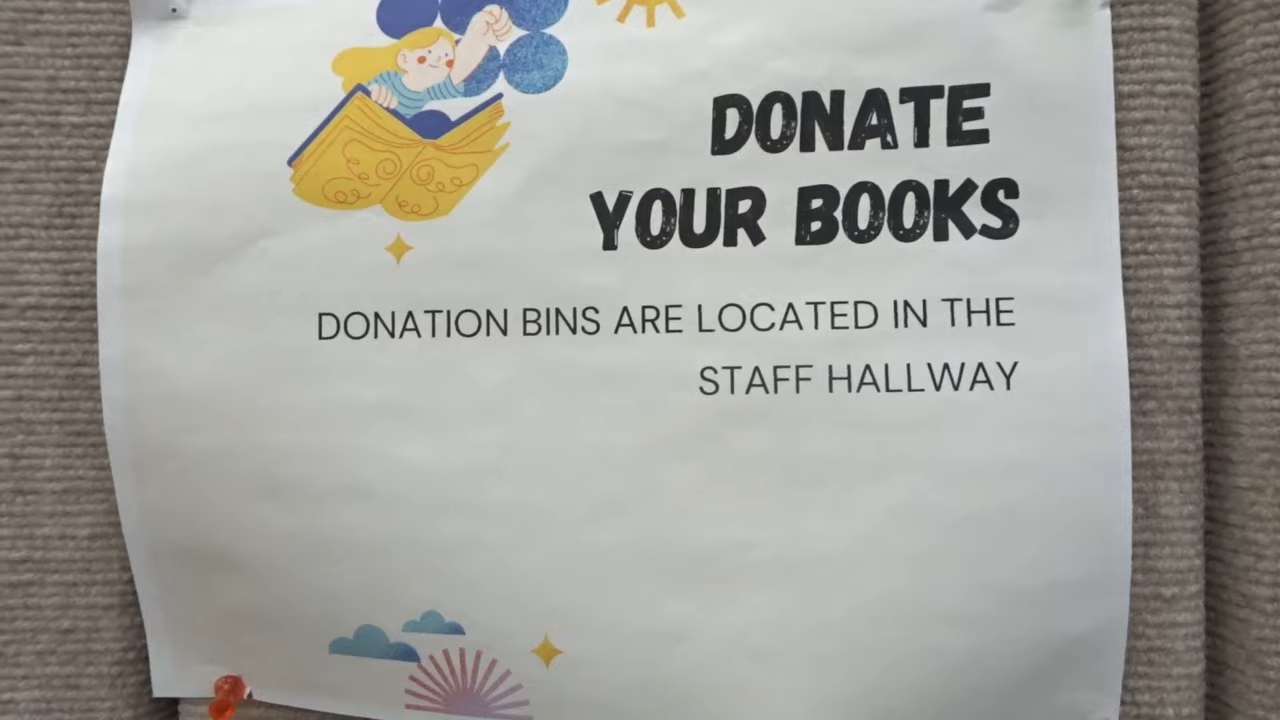 DONATE
YOUR BOOKS
DONATION BINS ARE LOCATED IN THE
STAFF HALLWAY